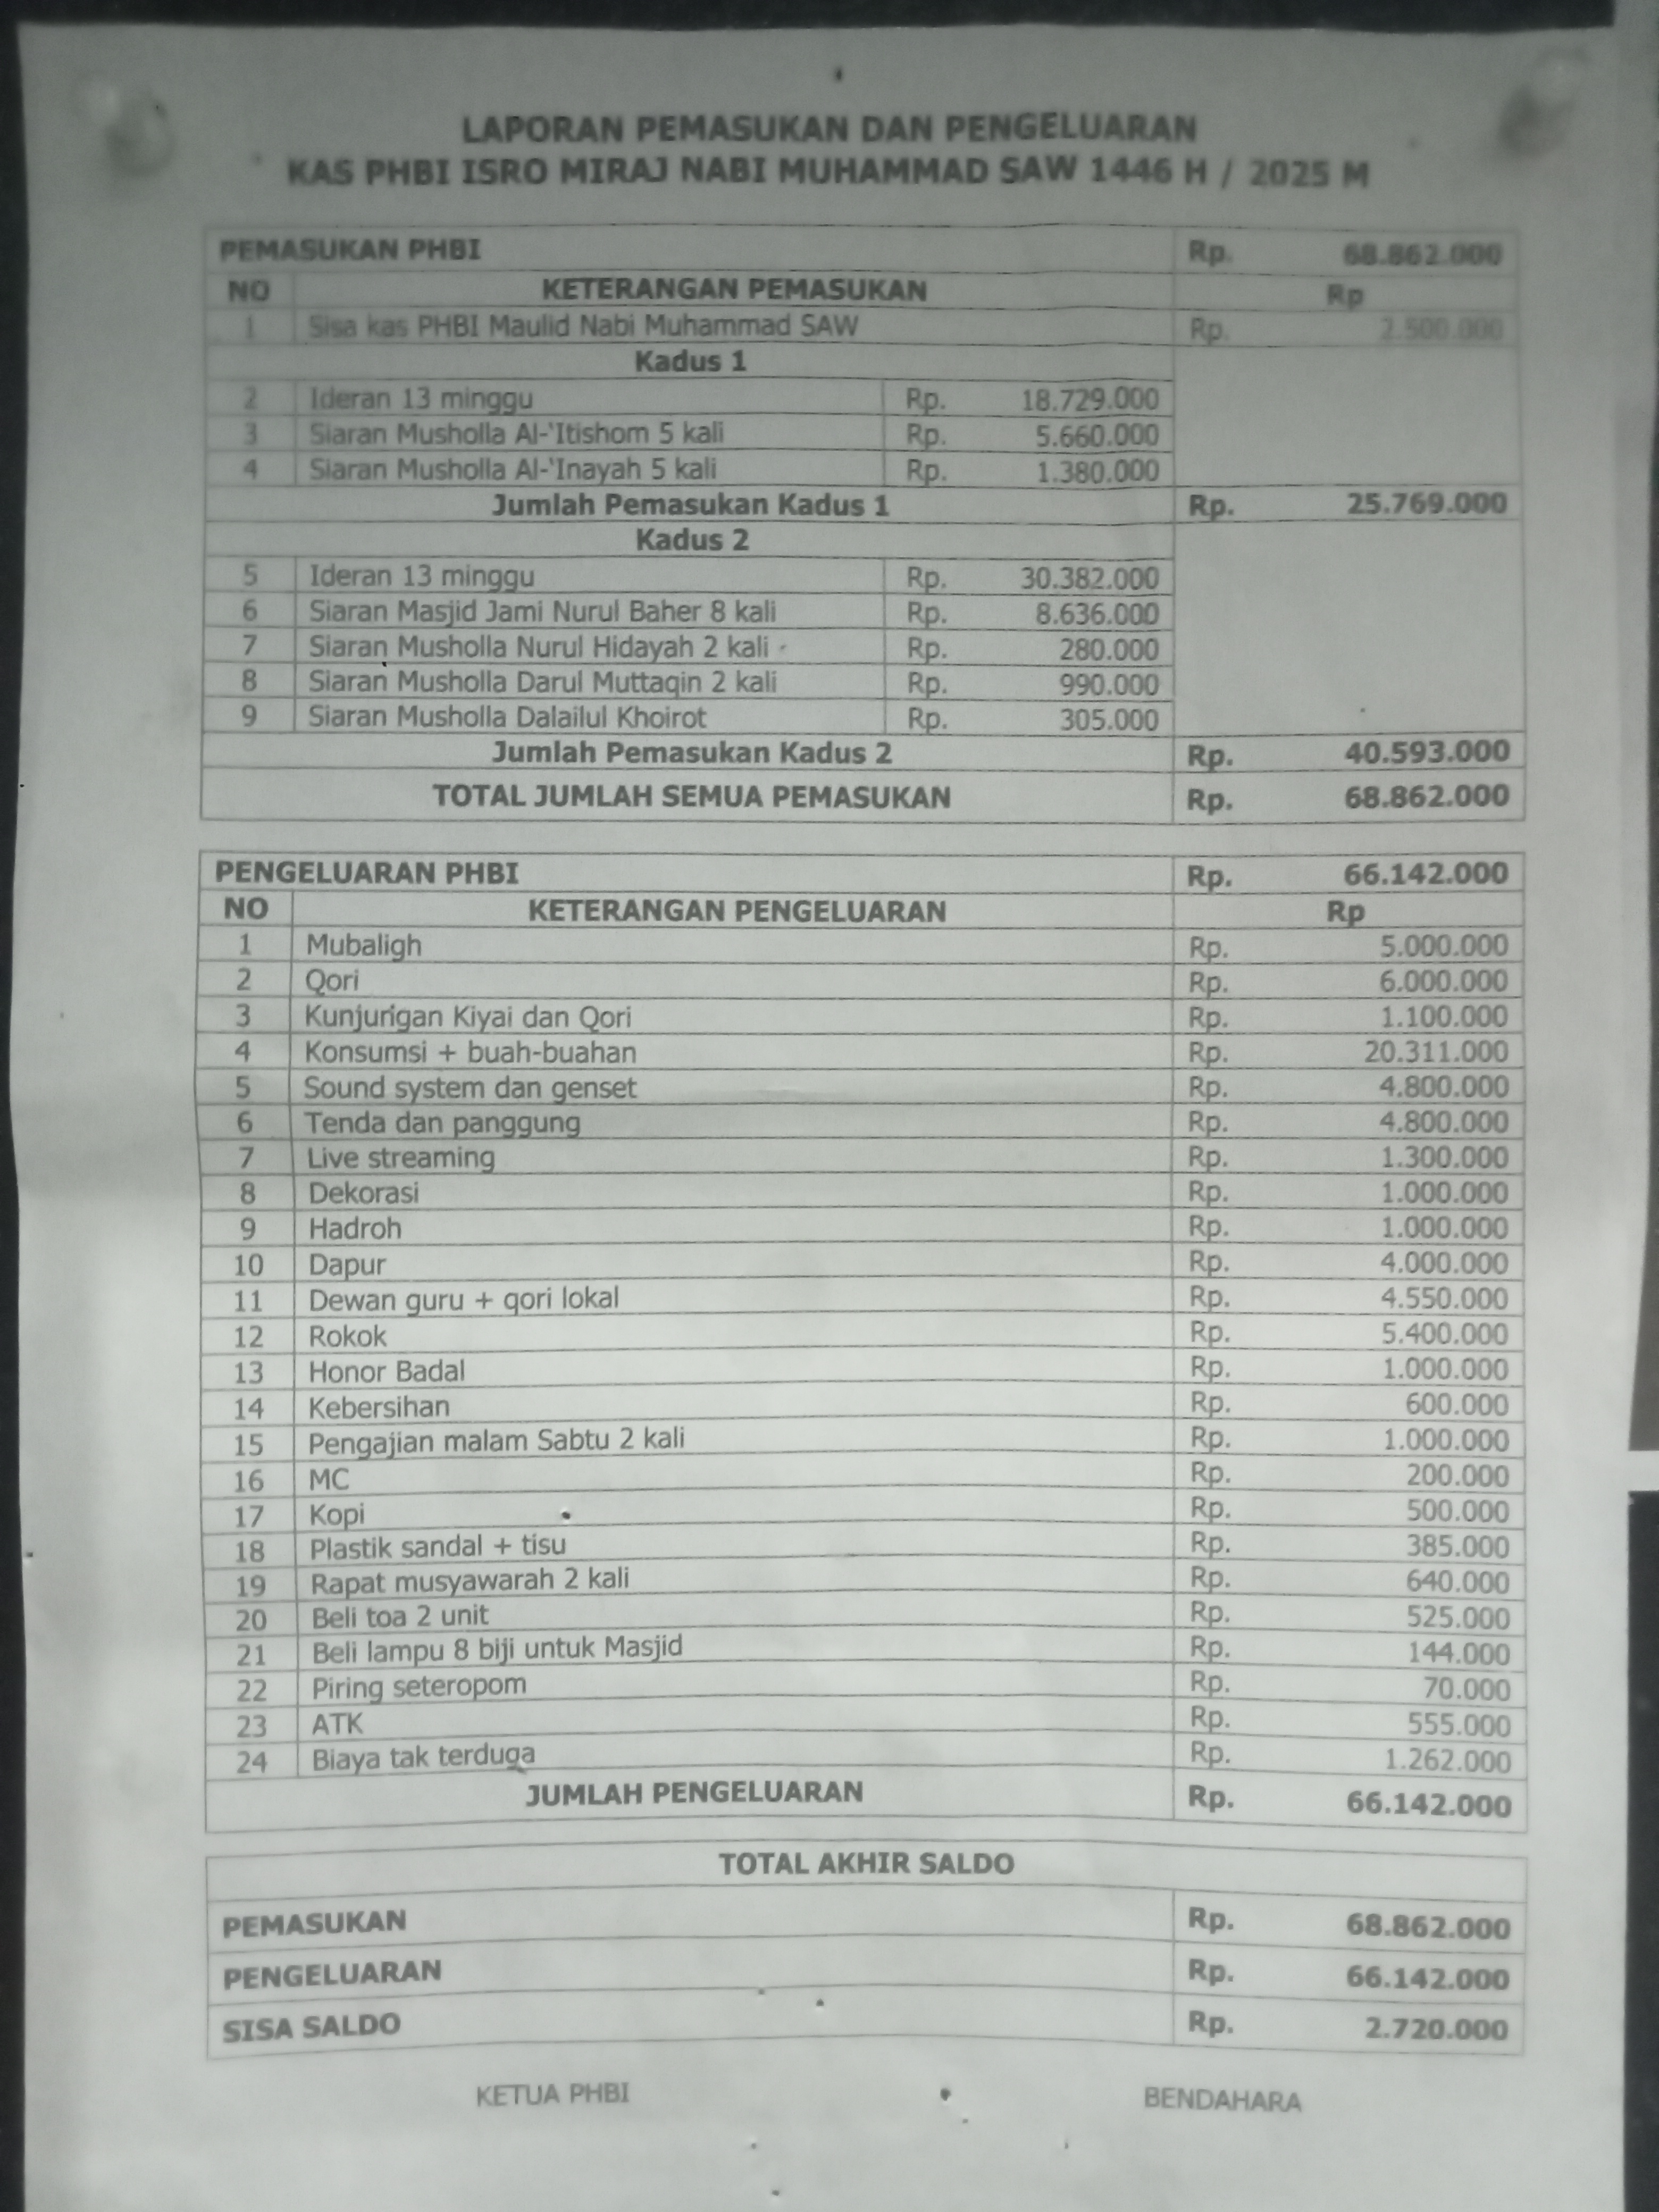 LAPORAN PEMASUKAN DAN PENGELUARAN
KAS PHBI ISRO MIRAJ NABI MUHAMMAD SAW 1446 H / 2025 M
PEMASUKAN PHBI Rp. 68.862.000
NO KETERANGAN PEMASUKAN Rp
1 Sisa kas PHBI Maulid Nabi Muhammad SAW Rp. 2.500.000
Kadus 1
2 Ideran 13 minggu Rp. 18.729.000
3 Siaran Musholla Al-'Itishom 5 kali Rp. 5.660.000
4 Siaran Musholla Al-'Inayah 5 kali Rp. 1.380.000
Jumlah Pemasukan Kadus 1 Rp. 25.769.000
Kadus 2
5 Ideran 13 minggu Rp. 30.382.000
6 Siaran Masjid Jami Nurul Baher 8 kali Rp. 8.636.000
7 Siaran Musholla Nurul Hidayah 2 kali Rp. 280.000
8 Siaran Musholla Darul Muttaqin 2 kali Rp. 990.000
9 Siaran Musholla Dalailul Khoirot Rp. 305.000
Jumlah Pemasukan Kadus 2 Rp. 40.593.000
TOTAL JUMLAH SEMUA PEMASUKAN Rp. 68.862.000
PENGELUARAN PHBI Rp. 66.142.000
NO KETERANGAN PENGELUARAN Rp
1 Mubaligh Rp. 5.000.000
2 Qori Rp. 6.000.000
3 Kunjungan Kiyai dan Qori Rp. 1.100.000
4 Konsumsi + buah-buahan Rp. 20.311.000
5 Sound system dan genset Rp. 4.800.000
6 Tenda dan panggung Rp. 4.800.000
7 Live streaming Rp. 1.300.000
8 Dekorasi Rp. 1.000.000
9 Hadroh Rp. 1.000.000
10 Dapur Rp. 4.000.000
11 Dewan guru + qori lokal Rp. 4.550.000
12 Rokok Rp. 5.400.000
13 Honor Badal Rp. 1.000.000
14 Kebersihan Rp. 600.000
15 Pengajian malam Sabtu 2 kali Rp. 1.000.000
16 MC Rp. 200.000
17 Kopi Rp. 500.000
18 Plastik sandal + tisu Rp. 385.000
19 Rapat musyawarah 2 kali Rp. 640.000
20 Beli toa 2 unit Rp. 525.000
21 Beli lampu 8 biji untuk Masjid Rp. 144.000
22 Piring seteropom Rp. 70.000
23 ATK Rp. 555.000
24 Biaya tak terduga Rp. 1.262.000
JUMLAH PENGELUARAN Rp. 66.142.000
TOTAL AKHIR SALDO
PEMASUKAN Rp. 68.862.000
PENGELUARAN Rp. 66.142.000
SISA SALDO Rp. 2.720.000
KETUA PHBI BENDAHARA